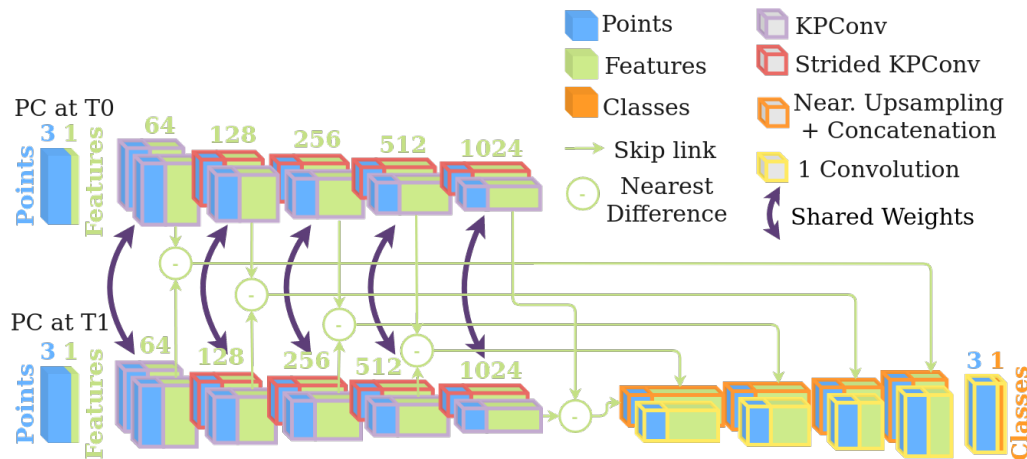 Points
KPConv
Features
Strided KPConv
Classes
Near. Upsampling
+ Concatenation
Skip link
1 Convolution
-
Nearest
Difference
Shared Weights
PC at T0
3 1
Points
Features
64
128
256
512
1024
-
-
-
-
PC at T1
3 1
Points
Features
64
128
256
512
1024
-
3 1
Classes